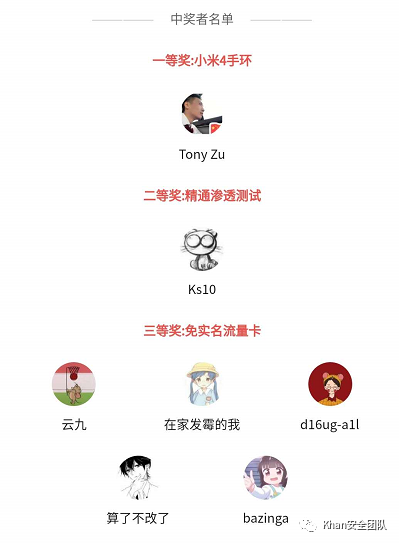 中奖者名单
一等奖:小米4手环
Tony Zu
二等奖:精通渗透测试
Ks10
三等奖:免实名流量卡
云九
在家发霉的我
d16ug-a1l
算了不改了
bazinga
Khan安全团队